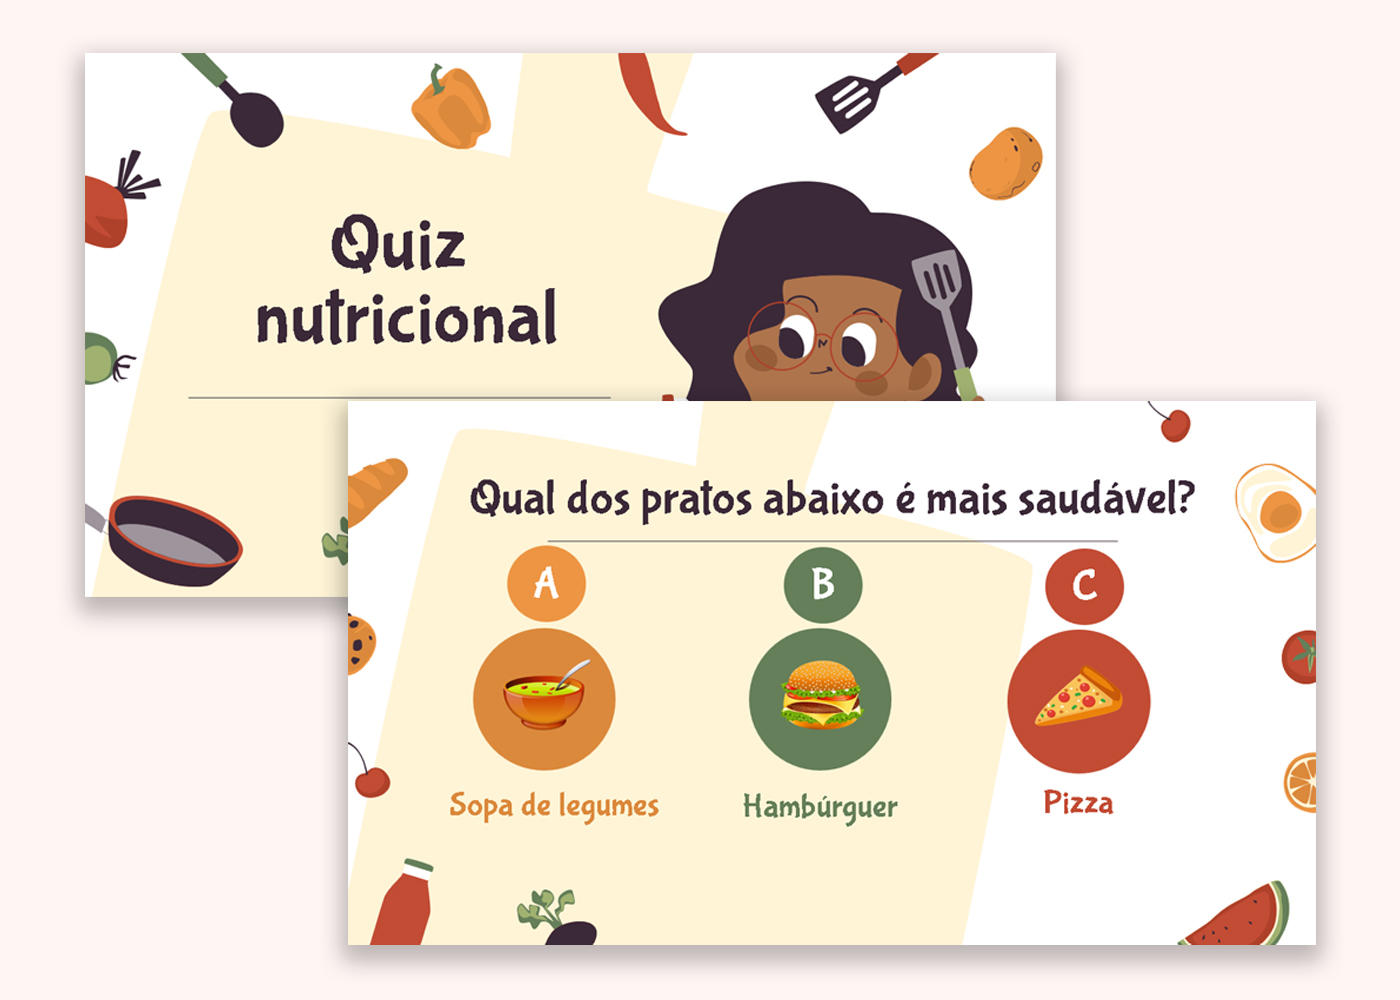 Quiz
nutricional
Qual dos pratos abaixo é mais saudável?
A
B
C
Sopa de legumes
Hambúrguer
Pizza